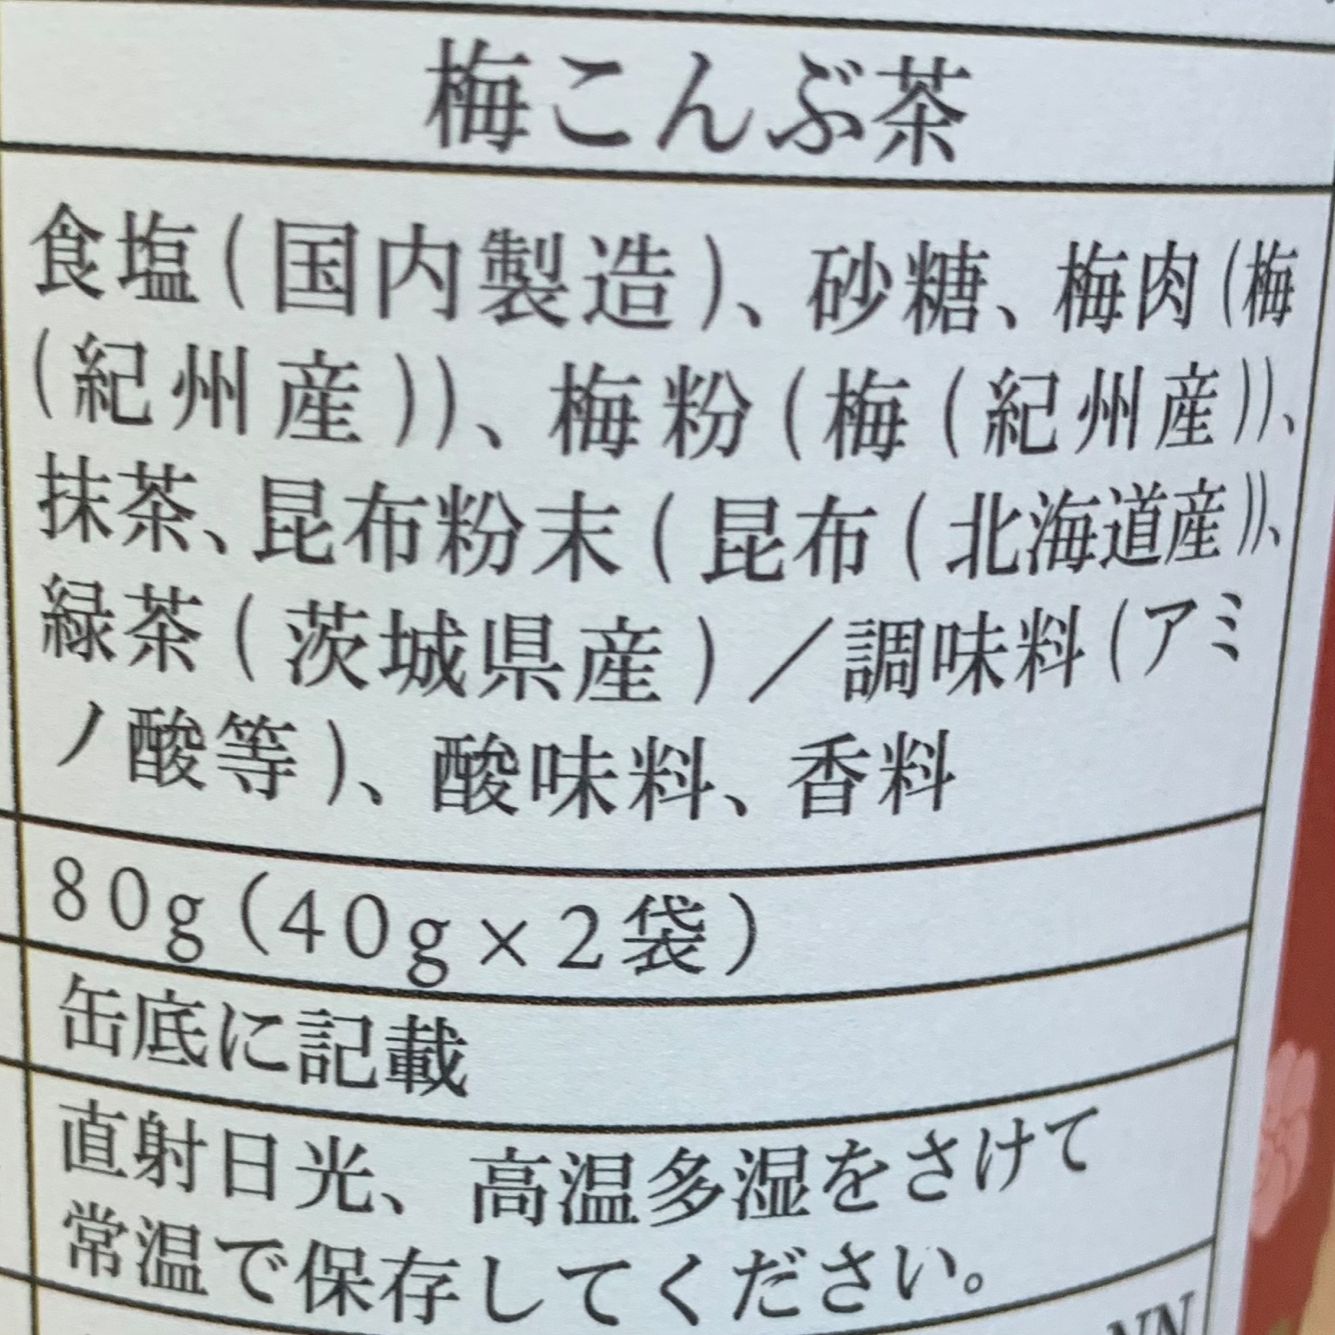 梅こんぶ茶
食塩(国内製造)、砂糖、梅肉(梅
(紀州産))、梅粉(梅(紀州産))、
抹茶、昆布粉末(昆布(北海道産))、
緑茶(茨城県産)／調味料(アミ
ノ酸等)、酸味料、香料
80g(40g×2袋)
缶底に記載
直射日光、高温多湿をさけて
常温で保存してください。